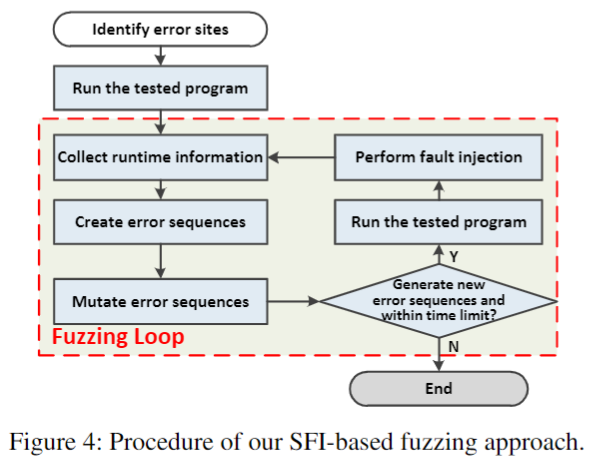 Identify error sites
Run the tested program
Collect runtime information
Perform fault injection
Create error sequences
Run the tested program
Mutate error sequences
Generate new
error sequences and
within time limit?
Y
N
Fuzzing Loop
End
Figure 4: Procedure of our SFI-based fuzzing approach.